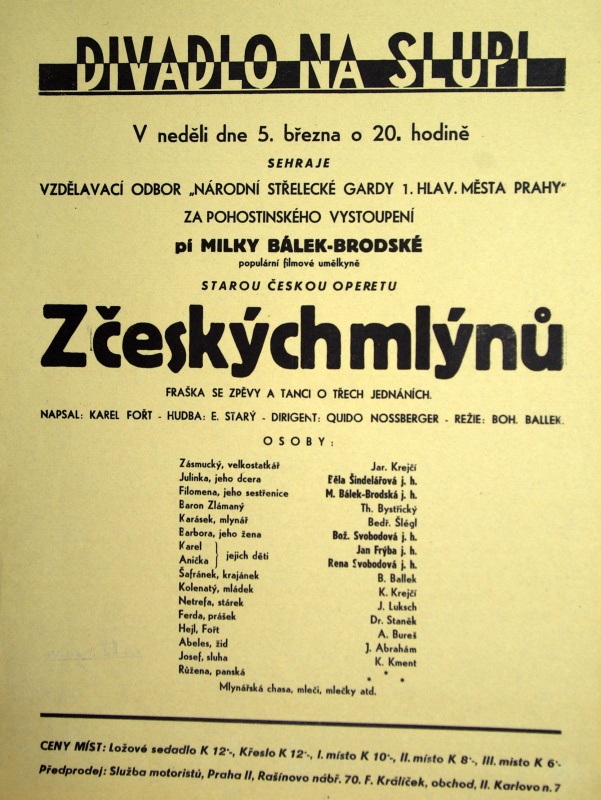 DIVADLO NA SLUPI
V neděli dne 5. března o 20. hodině
SEHRAJE
VZDĚLAVACÍ ODBOR „NÁRODNÍ STŘELECKÉ GARDY 1. HLAV. MĚSTA PRAHY"
ZA POHOSTINSKÉHO VYSTOUPENÍ
pí MILKY BÁLEK-BRODSKÉ
populární filmové umělkyně
STAROU ČESKOU OPERETU
Z českých mlýnů
FRAŠKA SE ZPĚVY A TANCI O TŘECH JEDNÁNÍCH.
NAPSAL: KAREL FOŘT - HUDBA: E. STARÝ - DIRIGENT: QUIDO NOSSBERGER - REŽIE: BOH. BALLEK.
OSOBY:
Zásmucký, velkostatkář Jar. Krejčí
Julinka, jeho dcera Běla Šindelářová j. h.
Filomena, jeho sestřenice M. Bálek-Brodská j. h.
Baron Zlámaný Th. Bystřický
Karásek, mlynář Bedř. Šlégl
Barbora, jeho žena Bož. Svobodová j. h.
Karel } jejich děti Jan Frýba j. h.
Anička } Rena Svobodová j. h.
Šafránek, krajánek B. Ballek
Kolenatý, mládek K. Krejčí
Netrefa, stárek J. Luksch
Ferda, prášek Dr. Staněk
Hejl, Fořt A. Bureš
Abeles, žid J. Abrahám
Josef, sluha K. Kment
Růžena, panská * * *
Mlynářská chasa, mleči, mlečky atd.
CENY MÍST: Ložové sedadlo K 12·-, Křeslo K 12·-, I. místo K 10·-, II. místo K 8·-, III. místo K 6·-
Předprodej: Služba motoristů, Praha II, Rašínovo nábř. 70. F. Králíček, obchod, II. Karlovo n. 7